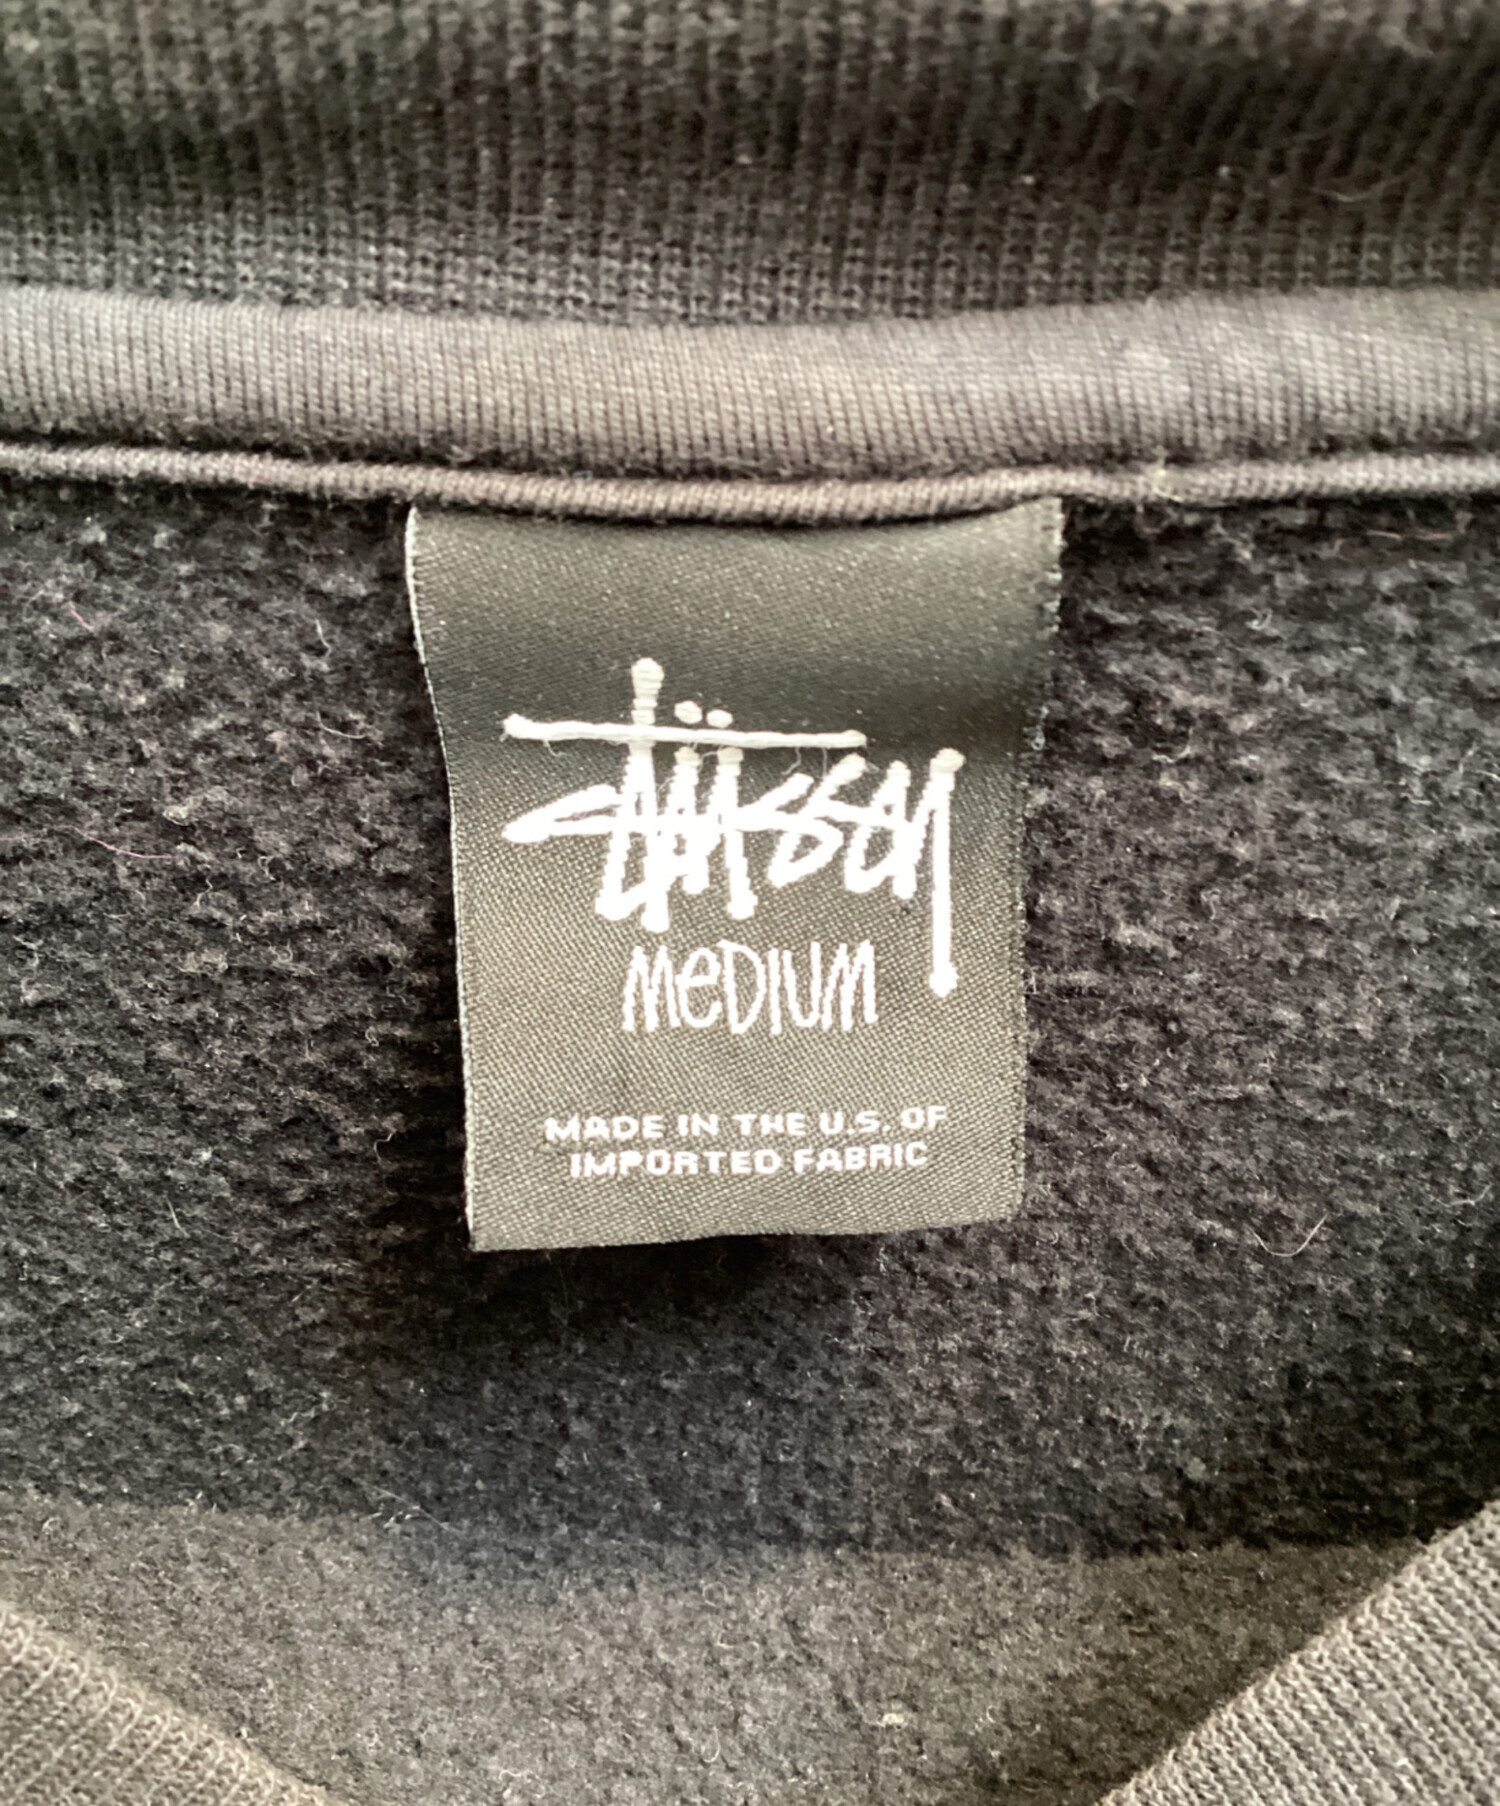 Stüssy
MeDIUM
MADE IN THE U.S. OF
IMPORTED FABRIC